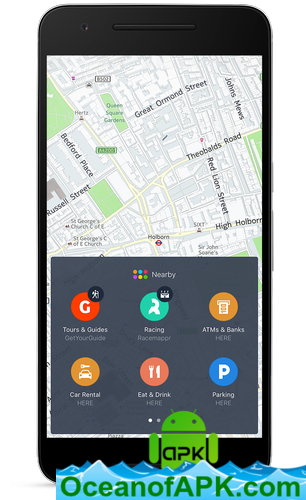 B502
Hertz
Queen
Square
Gardens
Great Ormond Street
Johns Mews
Bedford Place
A5200
Theobalds Road
Red Lion Street
Russell Street
St George's
Church C of E
St George's
C of E Church
Holborn
SIXT
High Holborn
Sir John
Soane's
Nearby
G
Tours & Guides
GetYourGuide
Racing
Racemappr
ATMs & Banks
HERE
Car Rental
HERE
Eat & Drink
HERE
P
Parking
HERE
apk
OceanofAPK.com